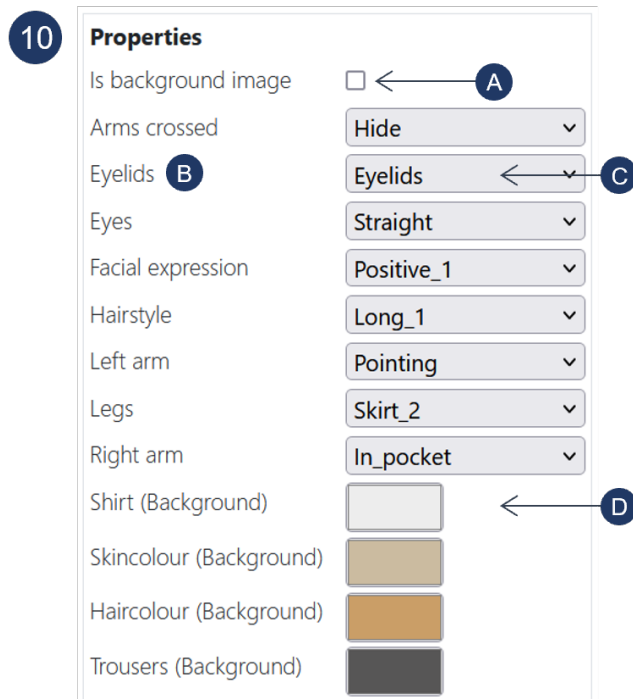 10 Properties
Is background image A
Arms crossed Hide
Eyelids B Eyelids C
Eyes Straight
Facial expression Positive_1
Hairstyle Long_1
Left arm Pointing
Legs Skirt_2
Right arm In_pocket
Shirt (Background) D
Skincolour (Background)
Haircolour (Background)
Trousers (Background)